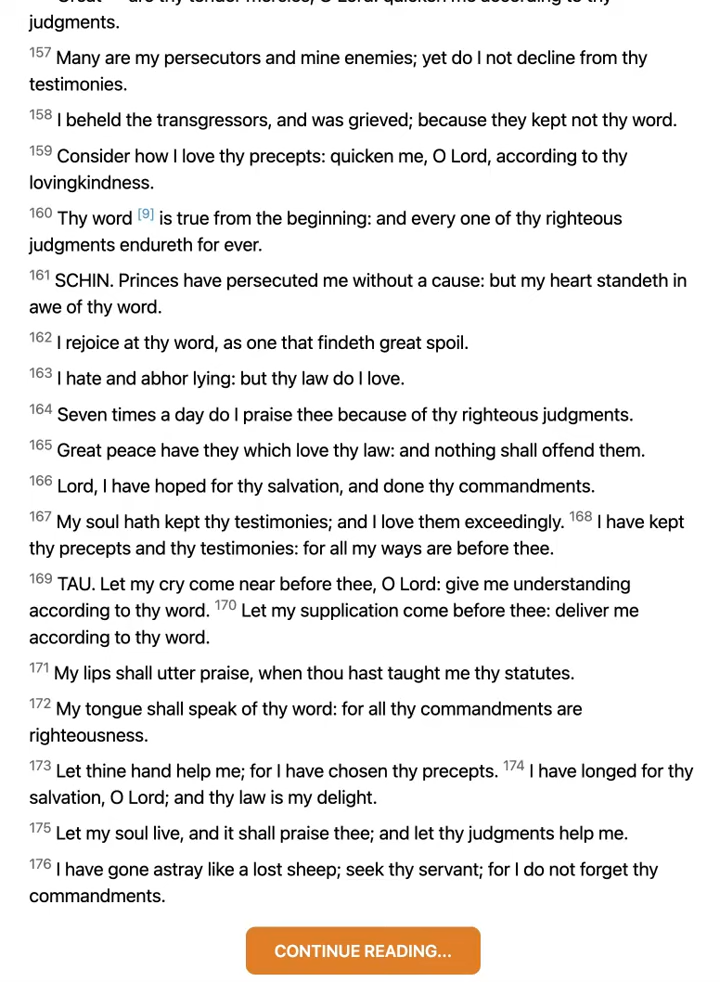 are thy tender mercies, O Lord: quicken me according to thy
judgments.
157 Many are my persecutors and mine enemies; yet do I not decline from thy
testimonies.
158 I beheld the transgressors, and was grieved; because they kept not thy word.
159 Consider how I love thy precepts: quicken me, O Lord, according to thy
lovingkindness.
160 Thy word [9] is true from the beginning: and every one of thy righteous
judgments endureth for ever.
161 SCHIN. Princes have persecuted me without a cause: but my heart standeth in
awe of thy word.
162 I rejoice at thy word, as one that findeth great spoil.
163 I hate and abhor lying: but thy law do I love.
164 Seven times a day do I praise thee because of thy righteous judgments.
165 Great peace have they which love thy law: and nothing shall offend them.
166 Lord, I have hoped for thy salvation, and done thy commandments.
167 My soul hath kept thy testimonies; and I love them exceedingly. 168 I have kept
thy precepts and thy testimonies: for all my ways are before thee.
169 TAU. Let my cry come near before thee, O Lord: give me understanding
according to thy word. 170 Let my supplication come before thee: deliver me
according to thy word.
171 My lips shall utter praise, when thou hast taught me thy statutes.
172 My tongue shall speak of thy word: for all thy commandments are
righteousness.
173 Let thine hand help me; for I have chosen thy precepts. 174 I have longed for thy
salvation, O Lord; and thy law is my delight.
175 Let my soul live, and it shall praise thee; and let thy judgments help me.
176 I have gone astray like a lost sheep; seek thy servant; for I do not forget thy
commandments.
CONTINUE READING...